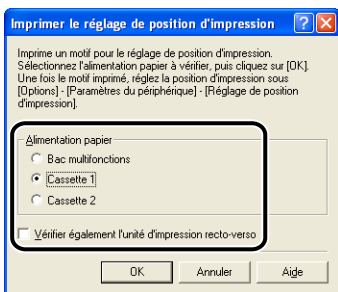 Imprimer le réglage de position d'impression
Imprime un motif pour le réglage de position d'impression.
Sélectionnez l'alimentation papier à vérifier, puis cliquez sur [OK].
Une fois le motif imprimé, réglez la position d'impression sous
[Options] - [Paramètres du périphérique] - [Réglage de position
d'impression].
Alimentation papier
Bac multifonctions
Cassette 1
Cassette 2
Vérifier également l'unité d'impression recto-verso
OK Annuler Aide